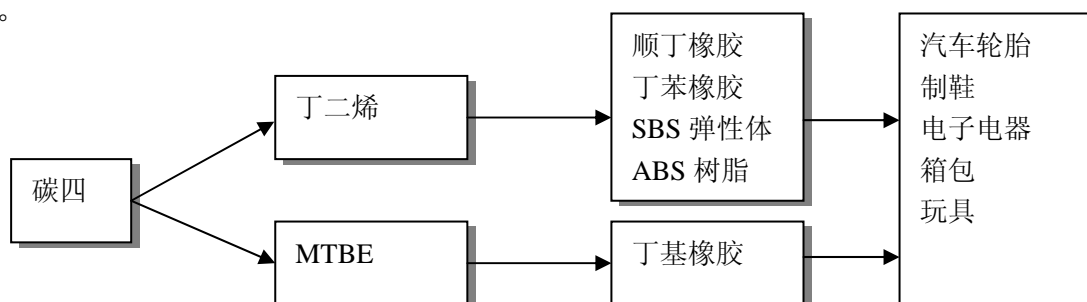 。
碳四
丁二烯
MTBE
顺丁橡胶
丁苯橡胶
SBS 弹性体
ABS 树脂
丁基橡胶
汽车轮胎
制鞋
电子电器
箱包
玩具